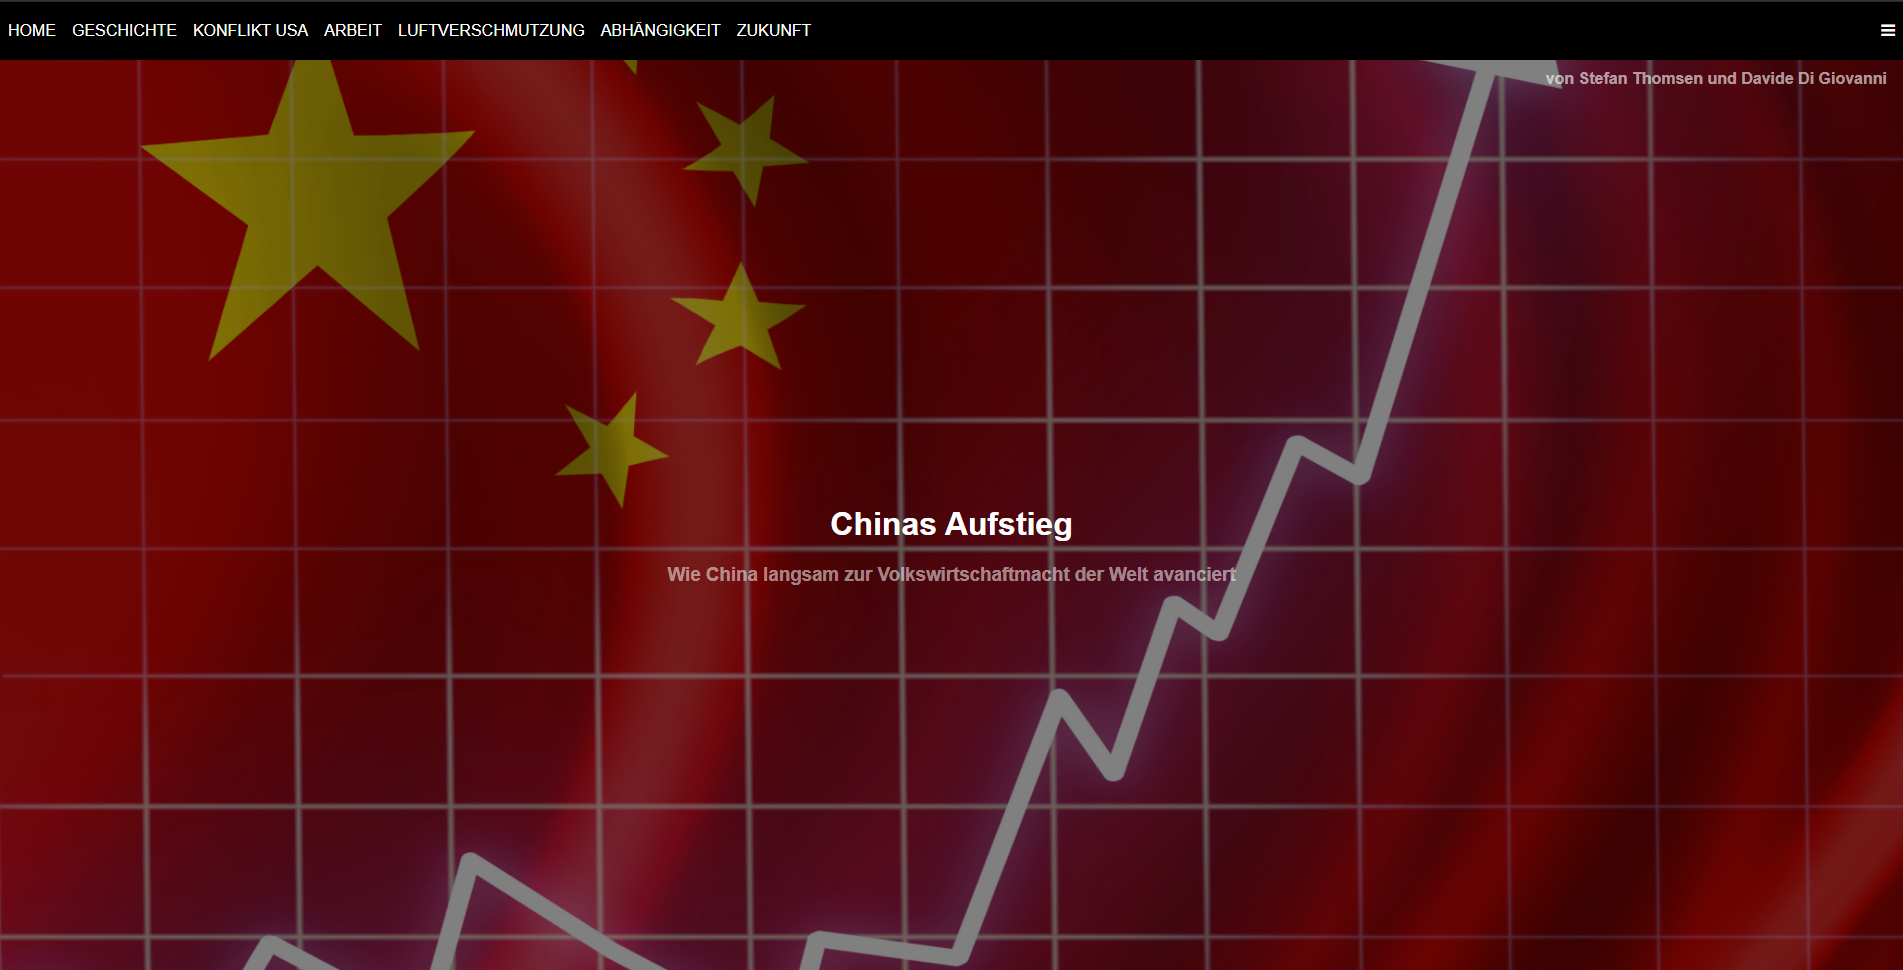 HOME GESCHICHTE KONFLIKT USA ARBEIT LUFTVERSCHMUTZUNG ABHÄNGIGKEIT ZUKUNFT
von Stefan Thomsen und Davide Di Giovanni
Chinas Aufstieg
Wie China langsam zur Volkswirtschaftmacht der Welt avanciert